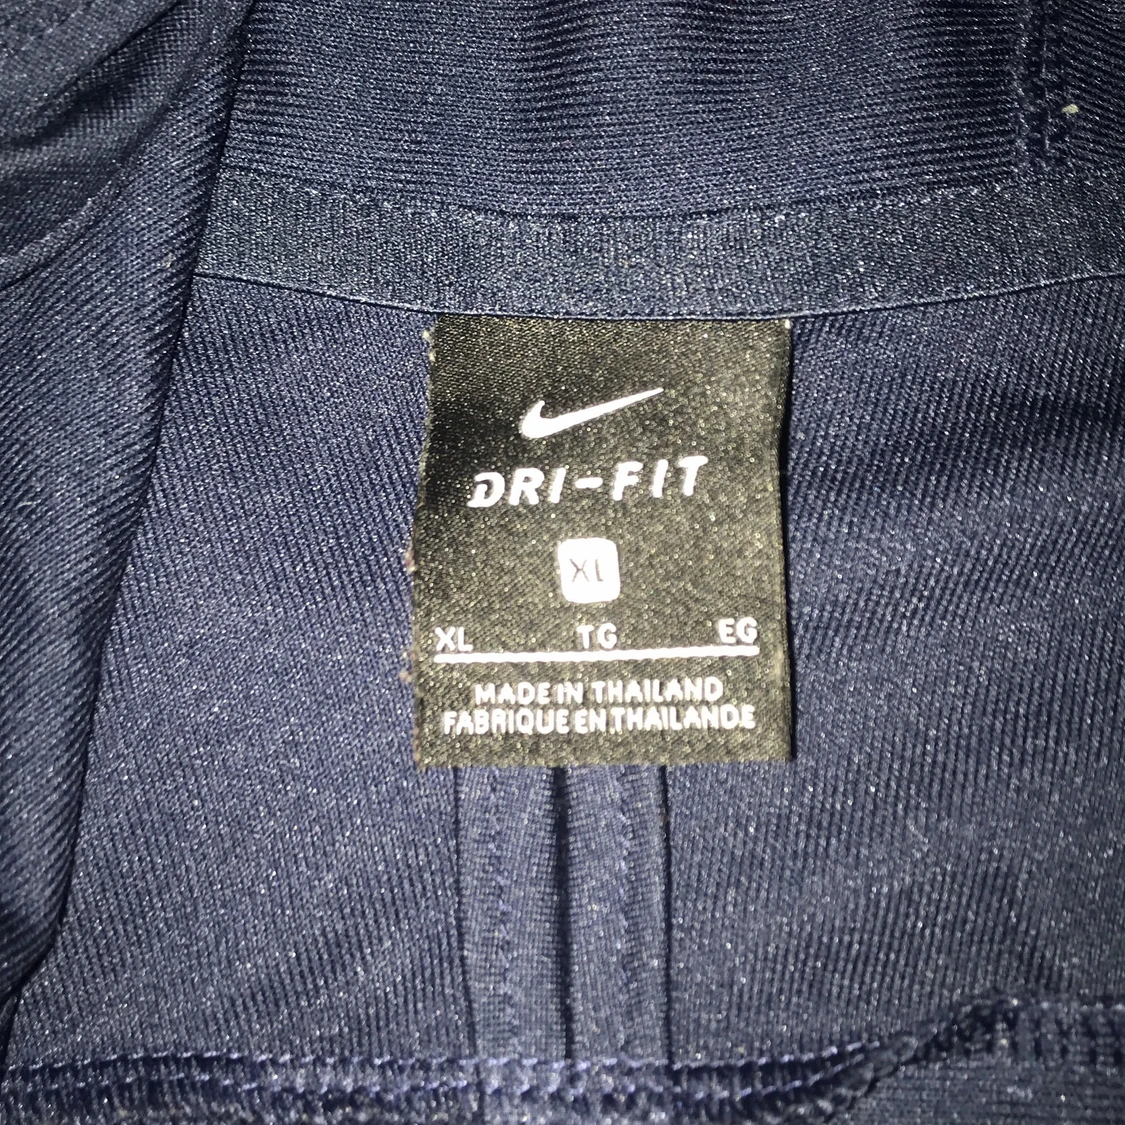 DRI-FIT
XL
XL TG EG
MADE IN THAILAND
FABRIQUE EN THAILANDE